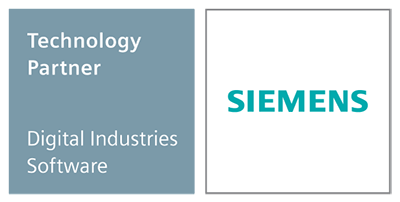 Technology
Partner
Digital Industries
Software
SIEMENS